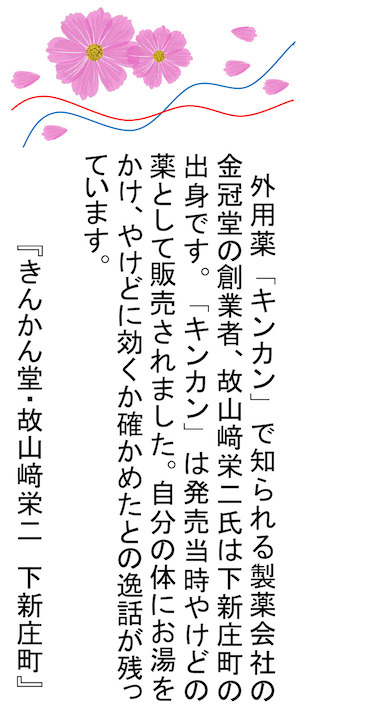 外用薬「キンカン」で知られる製薬会社の
金冠堂の創業者、故山﨑栄二氏は下新庄町の
出身です。「キンカン」は発売当時やけどの
薬として販売されました。自分の体にお湯を
かけ、やけどに効くか確かめたとの逸話が残っ
ています。
『きんかん堂・故山﨑栄二　下新庄町』